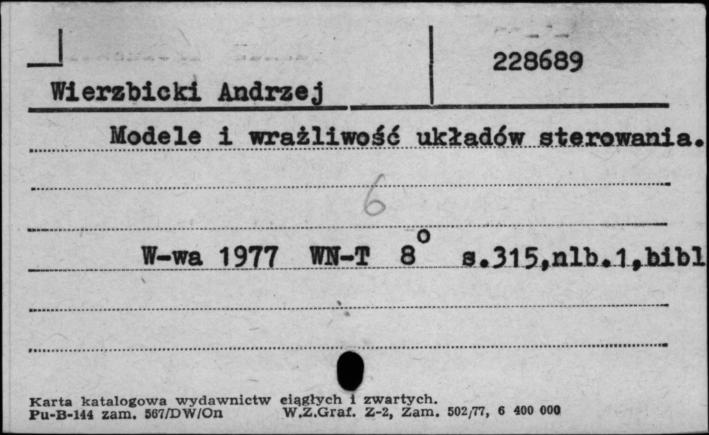 228689
Wierzbicki Andrzej
Modele i wrażliwość układów sterowania.
6
W-wa 1977 WN-T 8° s.315,nlb.1,bibl
Karta katalogowa wydawnictw ciągłych i zwartych.
Pu-B-144 zam. 567/DW/On W.Z.Graf. Z-2, Zam. 502/77, 6 400 000